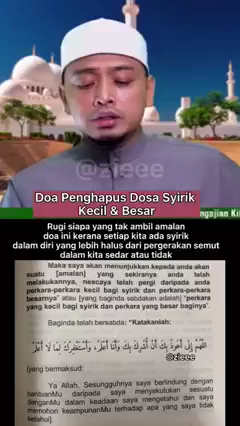 @zieee
Doa Penghapus Dosa Syirik
Kecil & Besar
Rugi siapa yang tak ambil amalan
doa ini kerana setiap kita ada syirik
dalam diri yang lebih halus dari pergerakan semut
dalam kita sedar atau tidak
Maka saya akan menunjukkan kepada anda akan
suatu [amalan] yang sekiranya anda telah
melakukannya, nescaya telah pergi daripada anda
perkara-perkara kecil bagi syirik dan perkara-perkara
besarnya" atau [yang baginda sabdakan adalah] "perkara
yang kecil bagi syirik dan perkara yang besar baginya".
Baginda telah bersabda: "Katakanlah:
اللَّهُمَّ إِنِّي أَعُوذُ بِكَ أَنْ أُشْرِكَ بِكَ وَأَنَا أَعْلَمُ، وَأَسْتَغْفِرُكَ لِمَا لَا أَعْلَمُ
@zieee
[yang bermaksud:
Ya Allah, Sesungguhnya saya berlindung dengan
bantuanMu daripada saya menyekutukan sesuatu
denganMu dalam keadaan saya mengetahui dan saya
memohon keampunanMu terhadap apa yang saya tidak
ketahui].